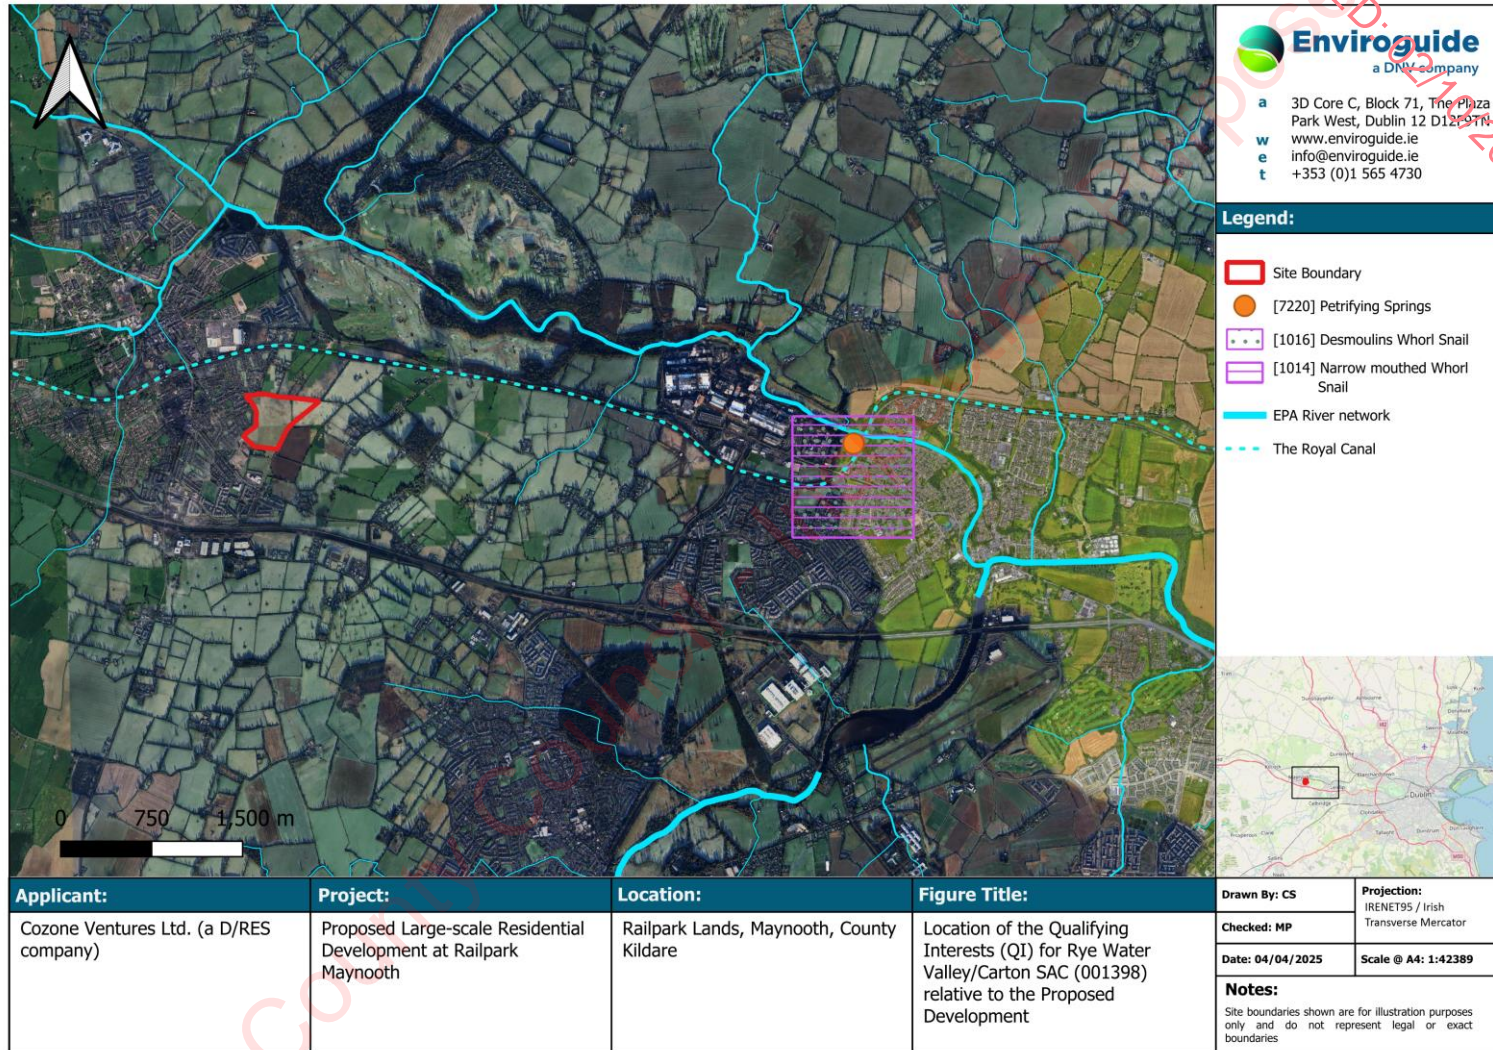 Enviroguide
a DNV company
a 3D Core C, Block 71, The Plaza
Park West, Dublin 12 D12F9TN
w www.enviroguide.ie
e info@enviroguide.ie
t +353 (0)1 565 4730
Legend:
Site Boundary
[7220] Petrifying Springs
[1016] Desmoulins Whorl Snail
[1014] Narrow mouthed Whorl
Snail
EPA River network
The Royal Canal
0 750 1,500 m
Dublin
Applicant:
Cozone Ventures Ltd. (a D/RES
company)
Project:
Proposed Large-scale Residential
Development at Railpark
Maynooth
Location:
Railpark Lands, Maynooth, County
Kildare
Figure Title:
Location of the Qualifying
Interests (QI) for Rye Water
Valley/Carton SAC (001398)
relative to the Proposed
Development
Drawn By: CS
Checked: MP
Date: 04/04/2025
Projection:
IRENET95 / Irish
Transverse Mercator
Scale @ A4: 1:42389
Notes:
Site boundaries shown are for illustration purposes
only and do not represent legal or exact
boundaries
County Council